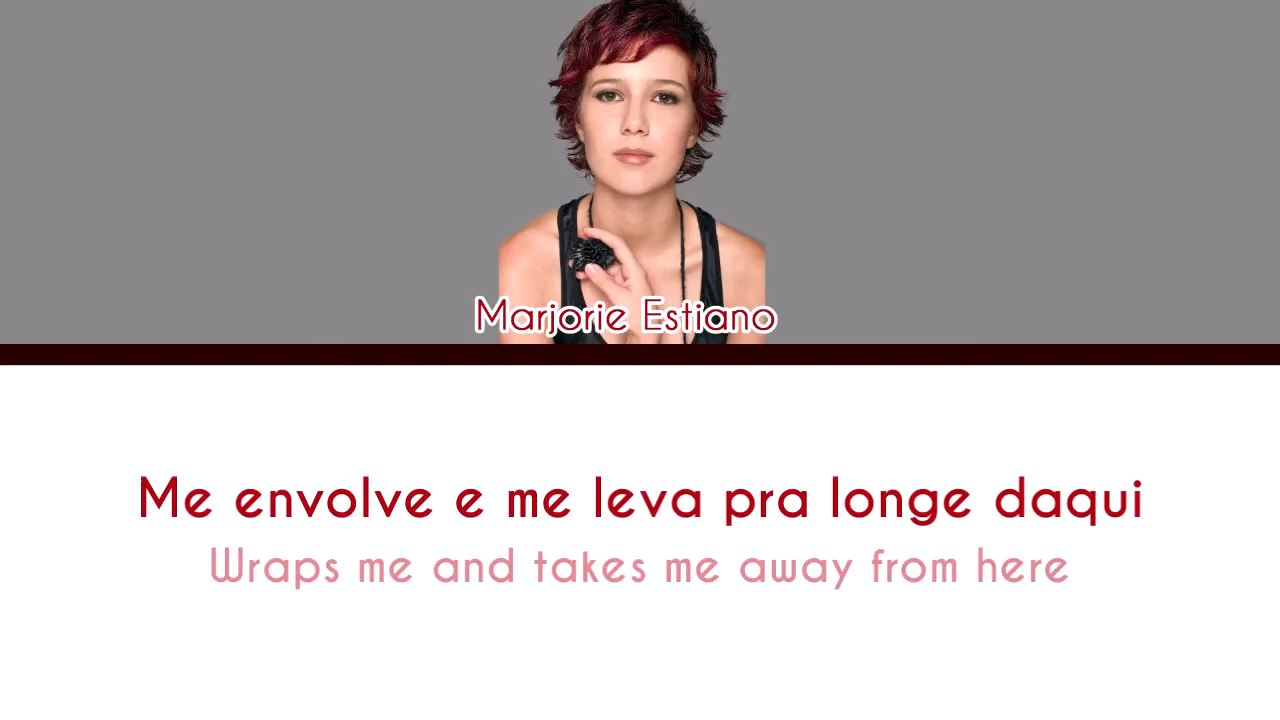 Marjorie Estiano
Me envolve e me leva pra longe daqui
Wraps me and takes me away from here